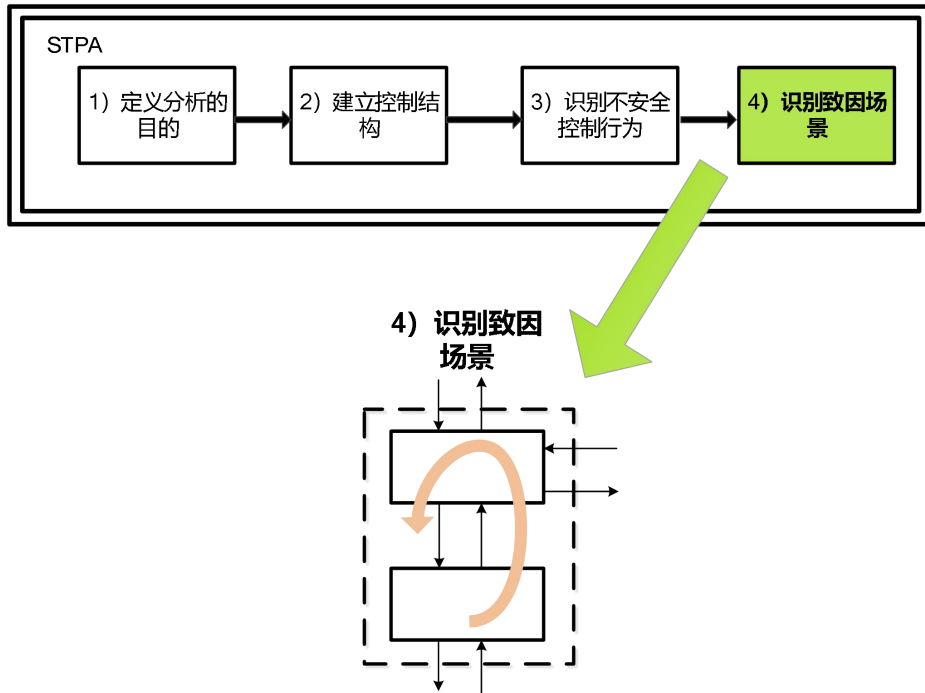 STPA
1）定义分析的
目的
2）建立控制结
构
3）识别不安全
控制行为
4）识别致因场
景
4）识别致因
场景